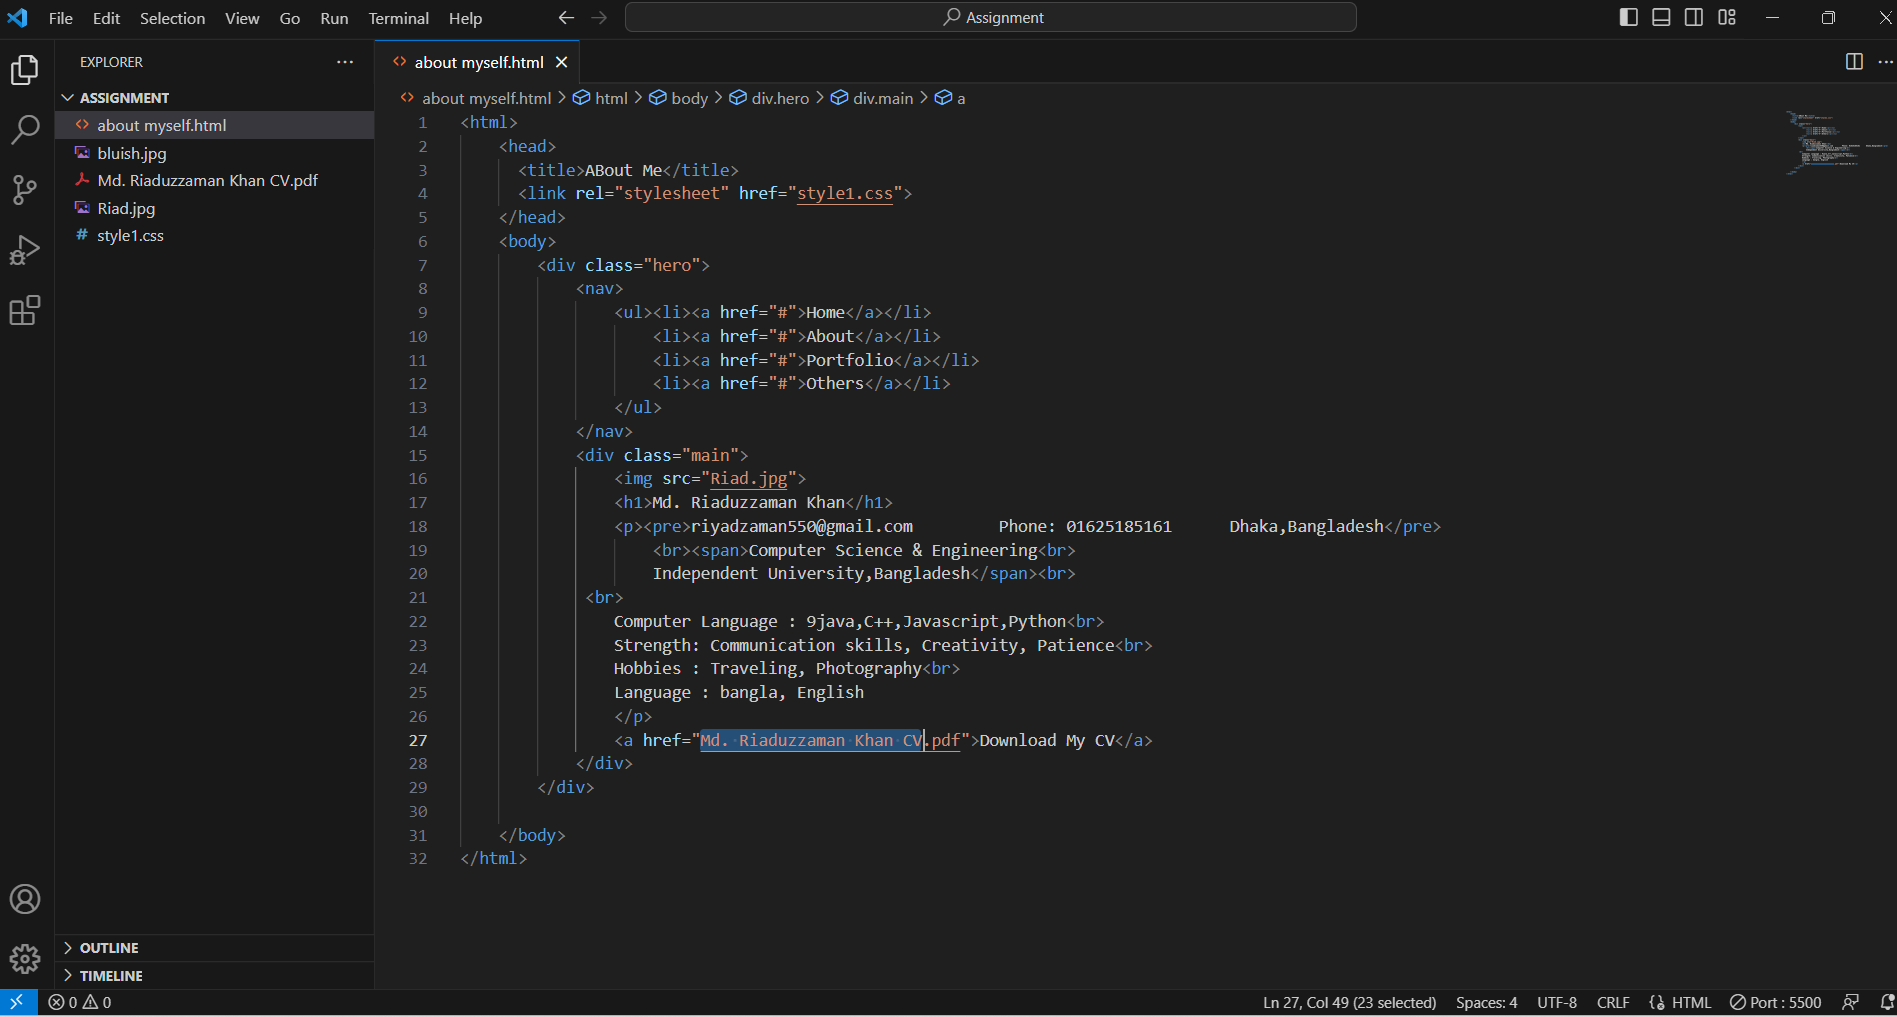 File Edit Selection View Go Run Terminal Help
Assignment
EXPLORER
ASSIGNMENT
about myself.html
bluish.jpg
Md. Riaduzzaman Khan CV.pdf
Riad.jpg
style1.css
OUTLINE
TIMELINE
about myself.html
about myself.html > html > body > div.hero > div.main > a
1 <html>
2 <head>
3 <title>ABout Me</title>
4 <link rel="stylesheet" href="style1.css">
5 </head>
6 <body>
7 <div class="hero">
8 <nav>
9 <ul><li><a href="#">Home</a></li>
10 <li><a href="#">About</a></li>
11 <li><a href="#">Portfolio</a></li>
12 <li><a href="#">Others</a></li>
13 </ul>
14 </nav>
15 <div class="main">
16 <img src="Riad.jpg">
17 <h1>Md. Riaduzzaman Khan</h1>
18 <p><pre>riyadzaman550@gmail.com Phone: 01625185161 Dhaka,Bangladesh</pre>
19 <br><span>Computer Science & Engineering<br>
20 Independent University,Bangladesh</span><br>
21 <br>
22 Computer Language : 9java,C++,Javascript,Python<br>
23 Strength: Communication skills, Creativity, Patience<br>
24 Hobbies : Traveling, Photography<br>
25 Language : bangla, English
26 </p>
27 <a href="Md. Riaduzzaman Khan CV.pdf">Download My CV</a>
28 </div>
29 </div>
30
31 </body>
32 </html>
0 0
Ln 27, Col 49 (23 selected) Spaces: 4 UTF-8 CRLF HTML Port : 5500